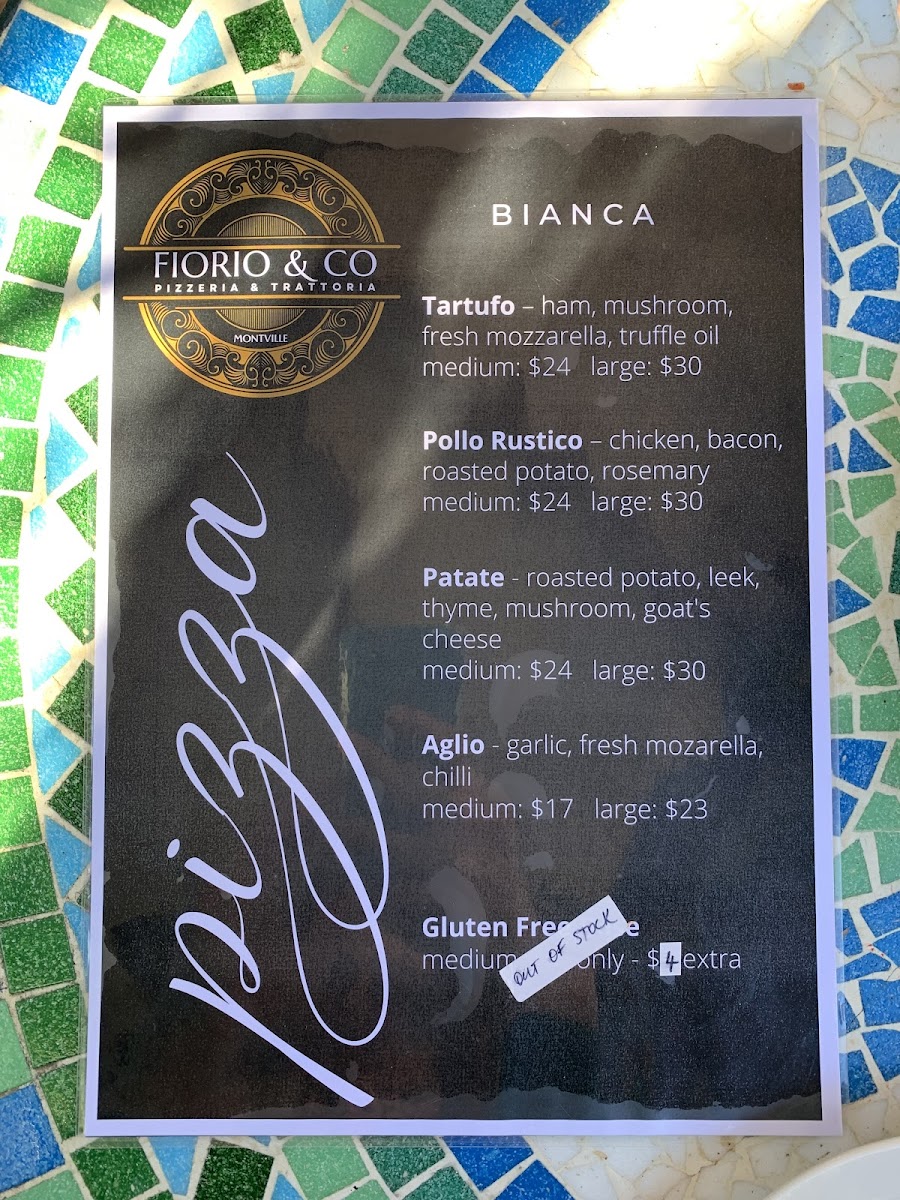 FIORIO & CO
PIZZERIA & TRATTORIA
MONTVILLE
pizza
BIANCA
Tartufo – ham, mushroom,
fresh mozzarella, truffle oil
medium: $24 large: $30
Pollo Rustico – chicken, bacon,
roasted potato, rosemary
medium: $24 large: $30
Patate - roasted potato, leek,
thyme, mushroom, goat's
cheese
medium: $24 large: $30
Aglio - garlic, fresh mozarella,
chilli
medium: $17 large: $23
Gluten Free
OUT OF STOCK
medium only - $4 extra